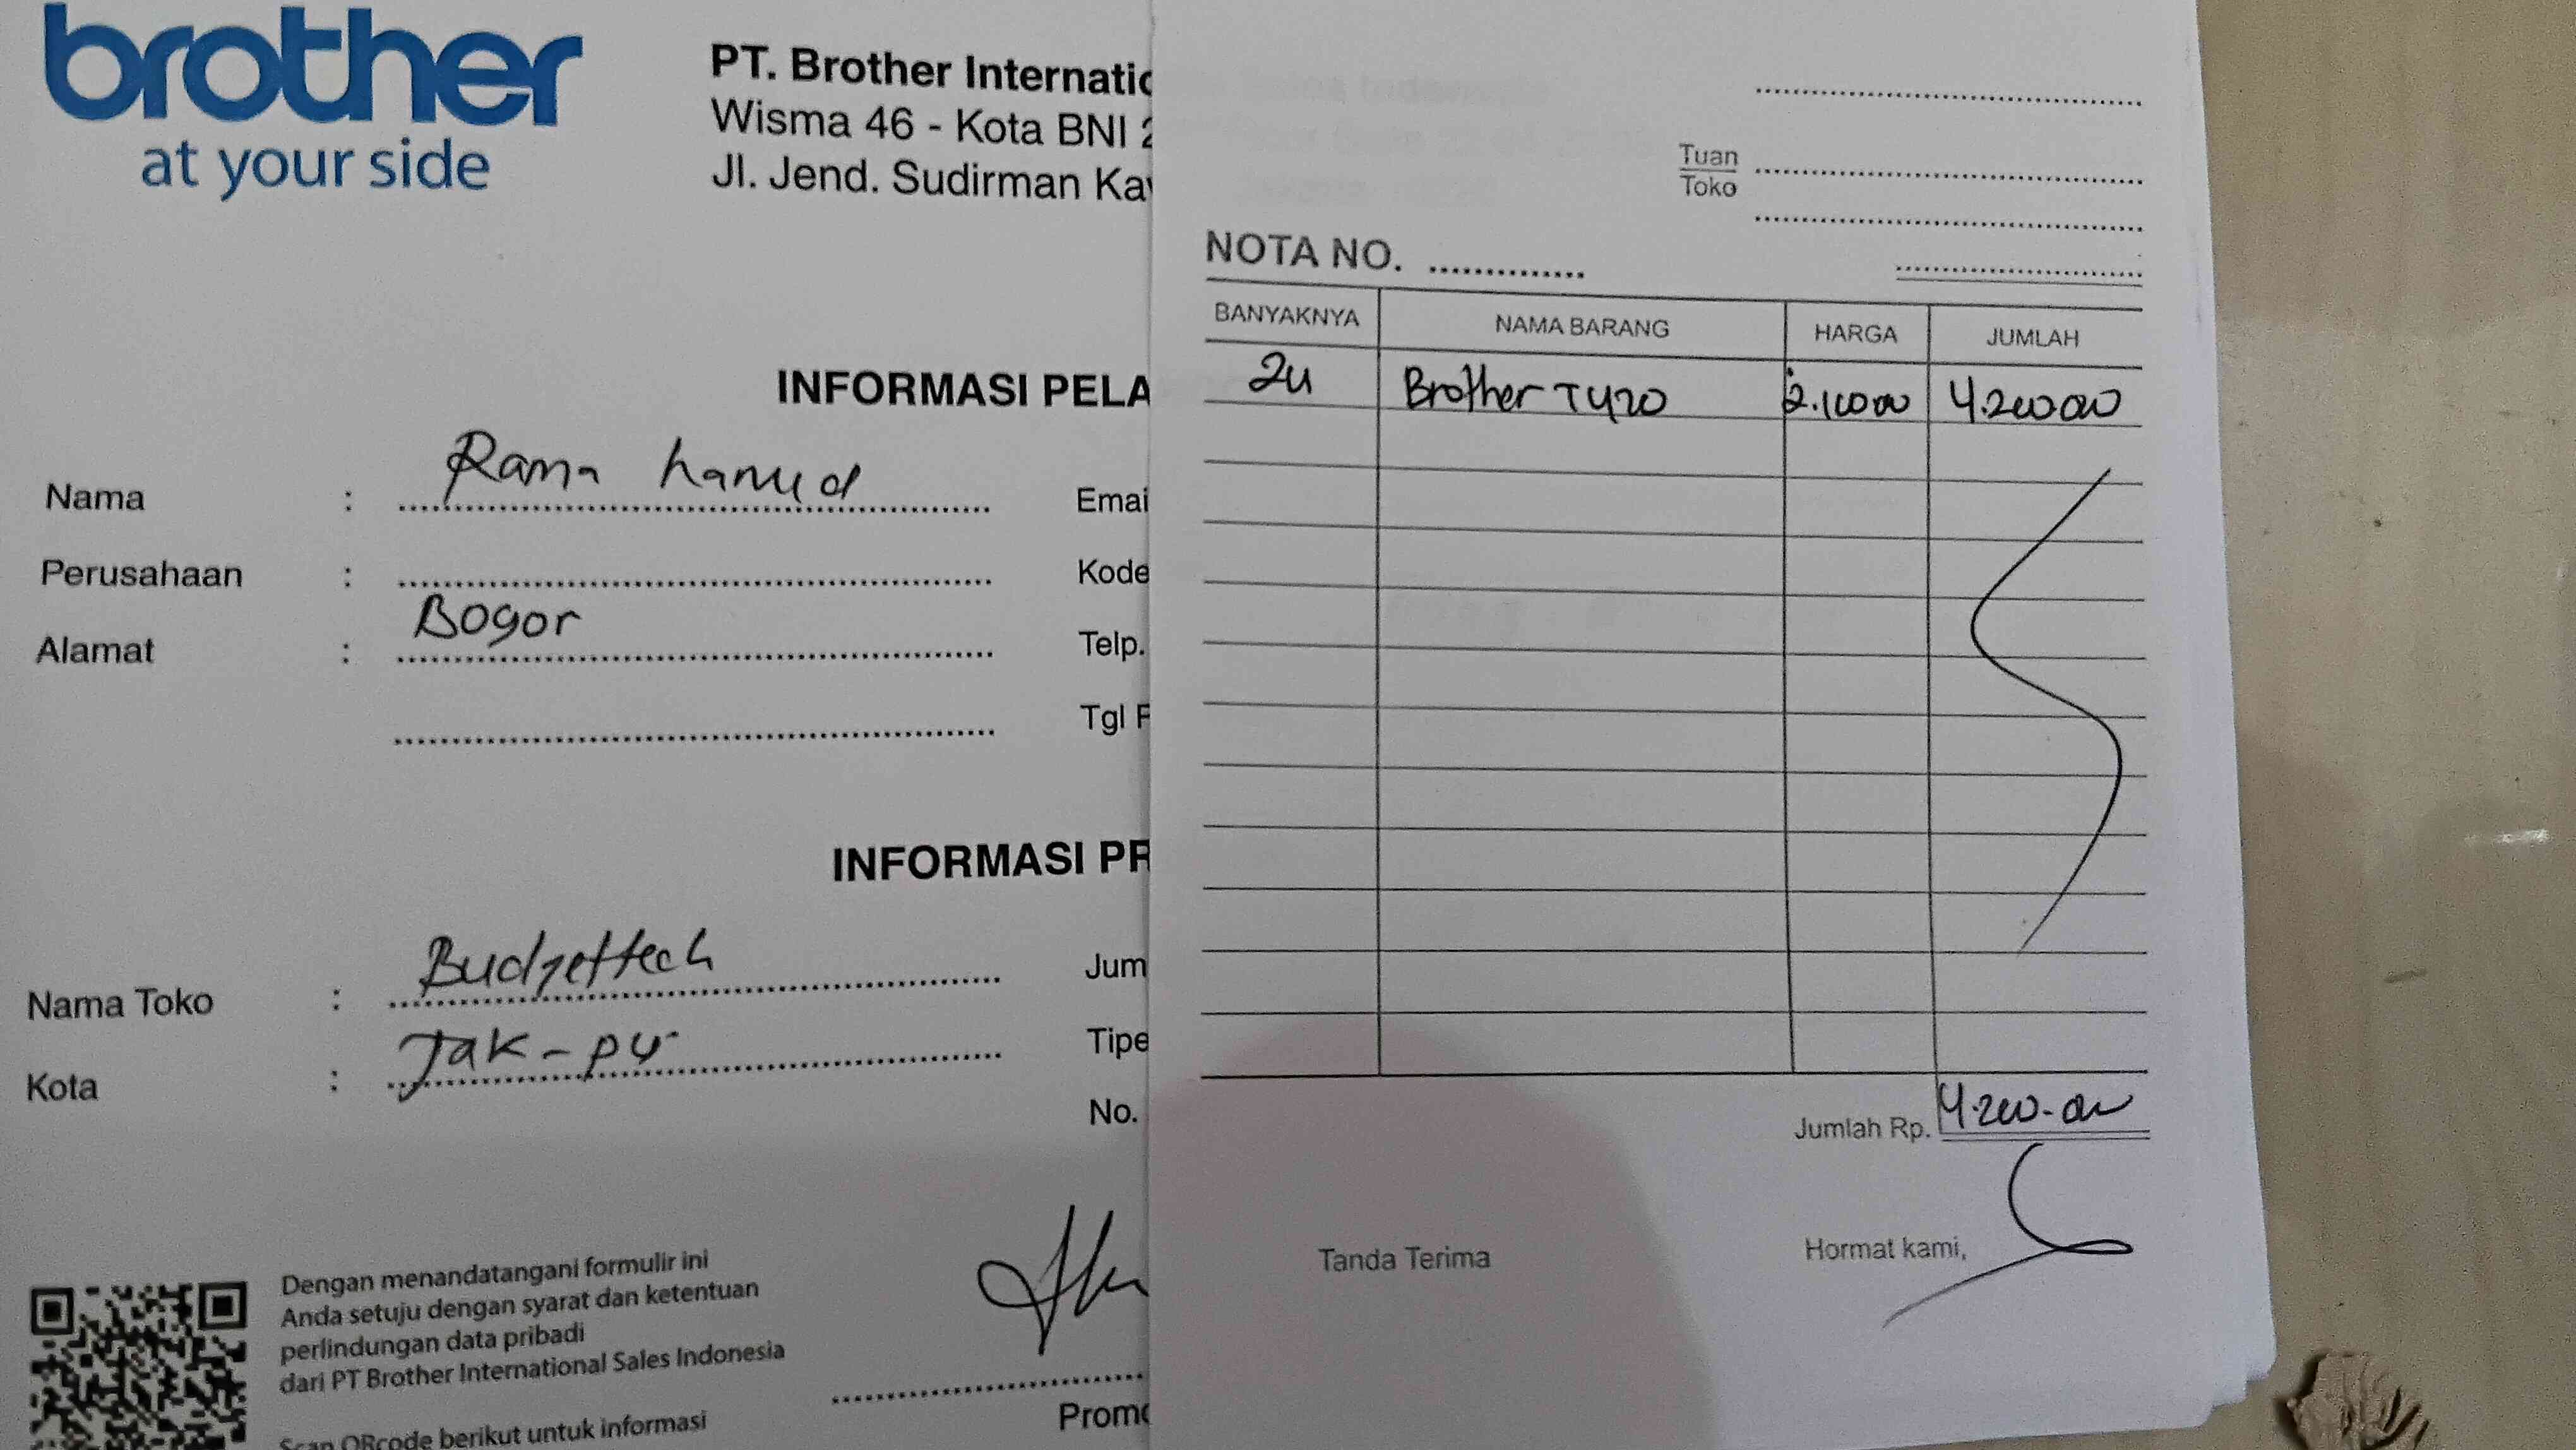 brother
at your side
PT. Brother Internatio
Wisma 46 - Kota BNI 2
Jl. Jend. Sudirman Kav
INFORMASI PELA
Nama : Rama
Emai
Perusahaan :
Kode
Alamat : Bogor
Telp.
Tgl P
INFORMASI PR
Nama Toko : Budgettech
Jum
Kota : Jak-pu
Tipe
No.
Dengan menandatangani formulir ini
Anda setuju dengan syarat dan ketentuan
perlindungan data pribadi
dari PT Brother International Sales Indonesia
Scan QRcode berikut untuk informasi
Promo
Tuan
Toko
NOTA NO.
BANYAKNYA NAMA BARANG HARGA JUMLAH
2u Brother T420 2.100.000 4.200.000
Jumlah Rp. 4.200.000
Tanda Terima
Hormat kami,